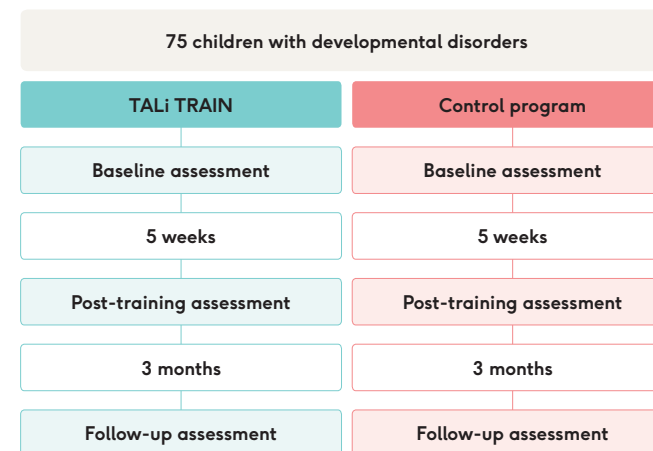 75 children with developmental disorders
TALi TRAIN
Control program
Baseline assessment
Baseline assessment
5 weeks
5 weeks
Post-training assessment
Post-training assessment
3 months
3 months
Follow-up assessment
Follow-up assessment